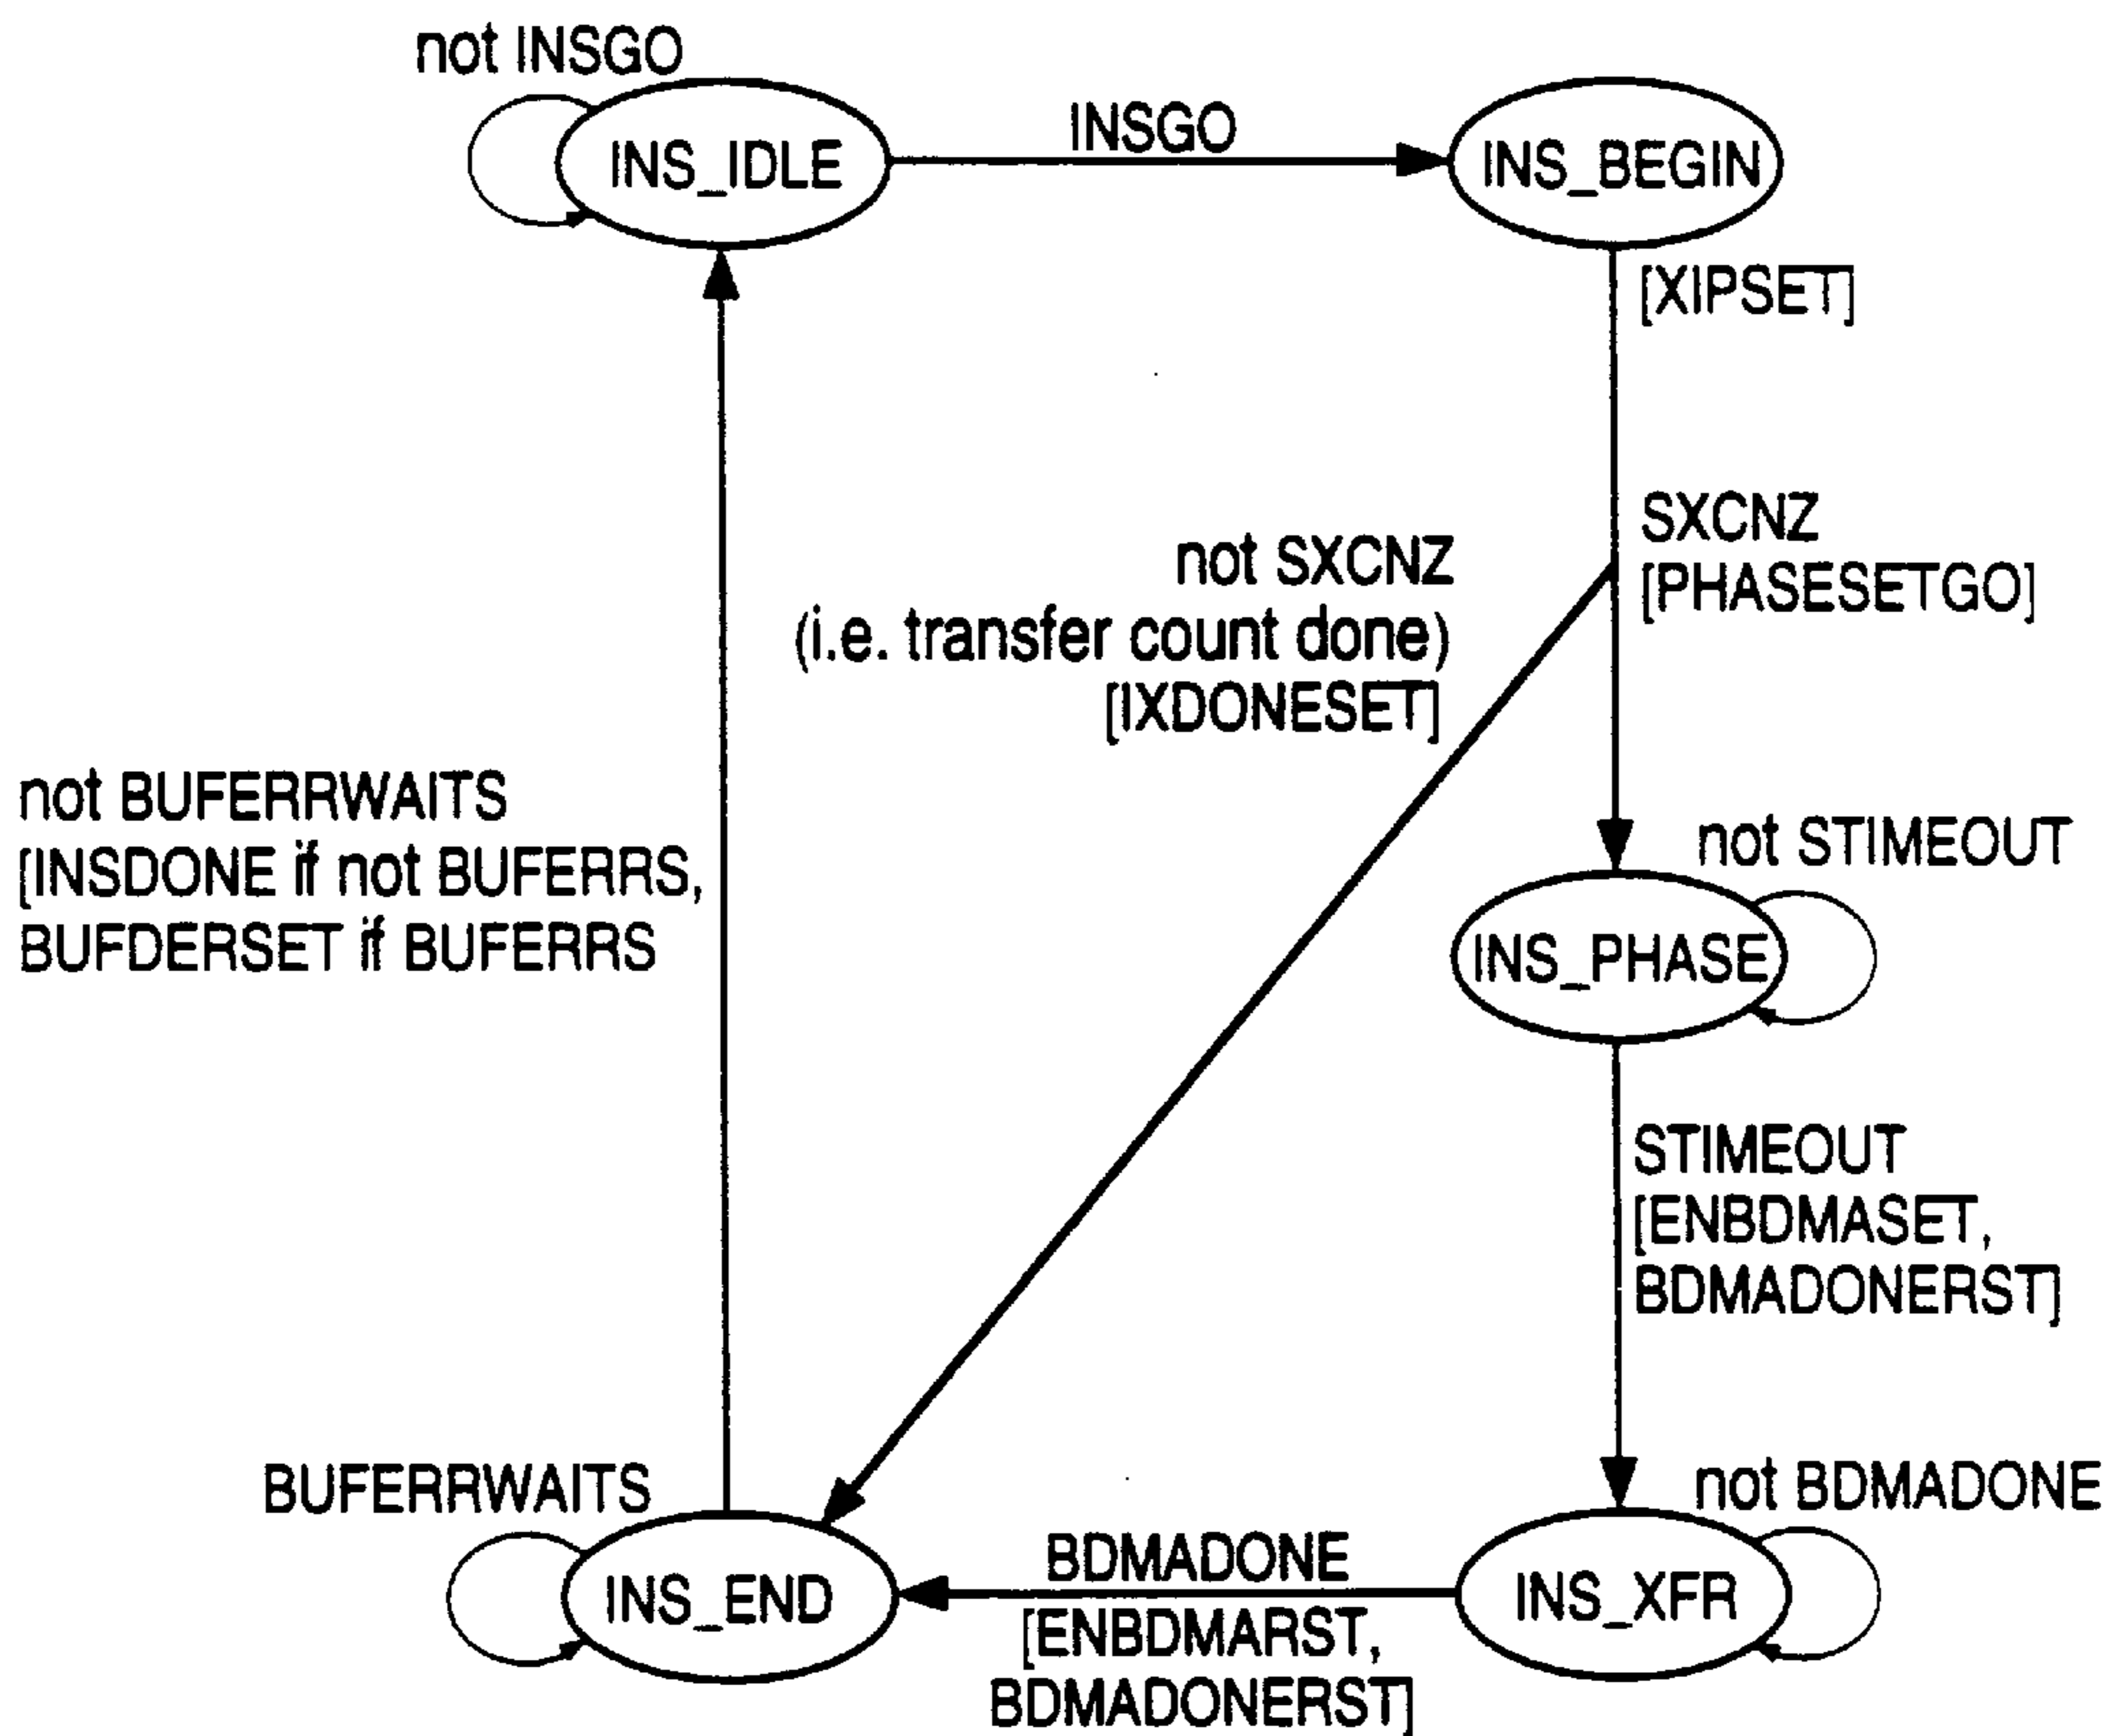 not INSGO
INS_IDLE
INSGO
INS_BEGIN
[XIPSET]
SXCNZ
[PHASESETGO]
not SXCNZ
(i.e. transfer count done)
[IXDONESET]
not BUFERRWAITS
[INSDONE if not BUFERRS,
BUFDERSET if BUFERRS
not STIMEOUT
INS_PHASE
STIMEOUT
[ENBDMASET,
BDMADONERST]
BUFERRWAITS
INS_END
BDMADONE
[ENBDMARST,
BDMADONERST]
not BDMADONE
INS_XFR